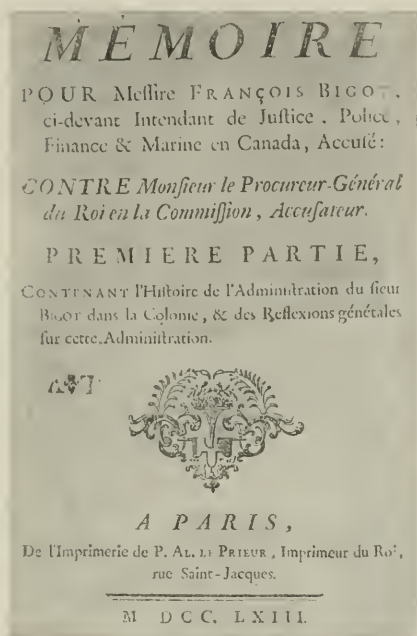 MÉMOIRE
POUR Meſſire FRANÇOIS BIGOT,
ci-devant Intendant de Juſtice, Police,
Finance & Marine en Canada, Accuſé:
CONTRE Monſieur le Procureur-Général
du Roi en la Commiſſion, Accuſateur.
PREMIERE PARTIE,
CONTENANT l'Hiſtoire de l'Adminiſtration du ſieur
BIGOT dans la Colonie, & des Reflexions générales
ſur cette Adminiſtration.
A PARIS,
De l'Imprimerie de P. AL. LE PRIEUR, Imprimeur du Roi,
rue Saint-Jacques.
M DCC. LXIII.